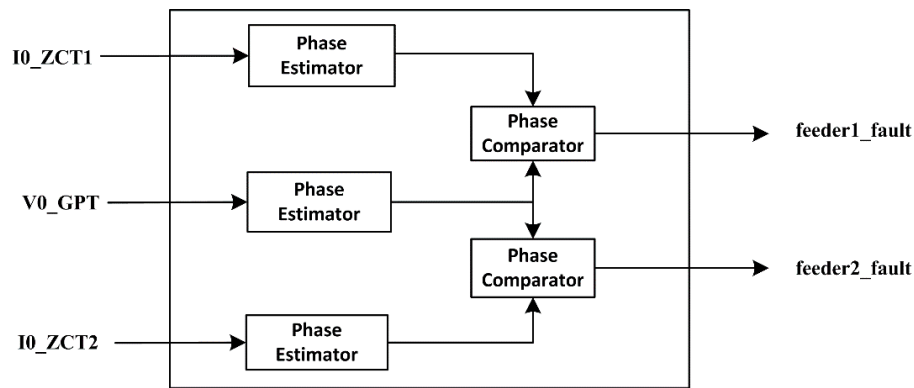 I0_ZCT1
Phase
Estimator
Phase
Comparator
feeder1_fault
V0_GPT
Phase
Estimator
Phase
Comparator
feeder2_fault
I0_ZCT2
Phase
Estimator